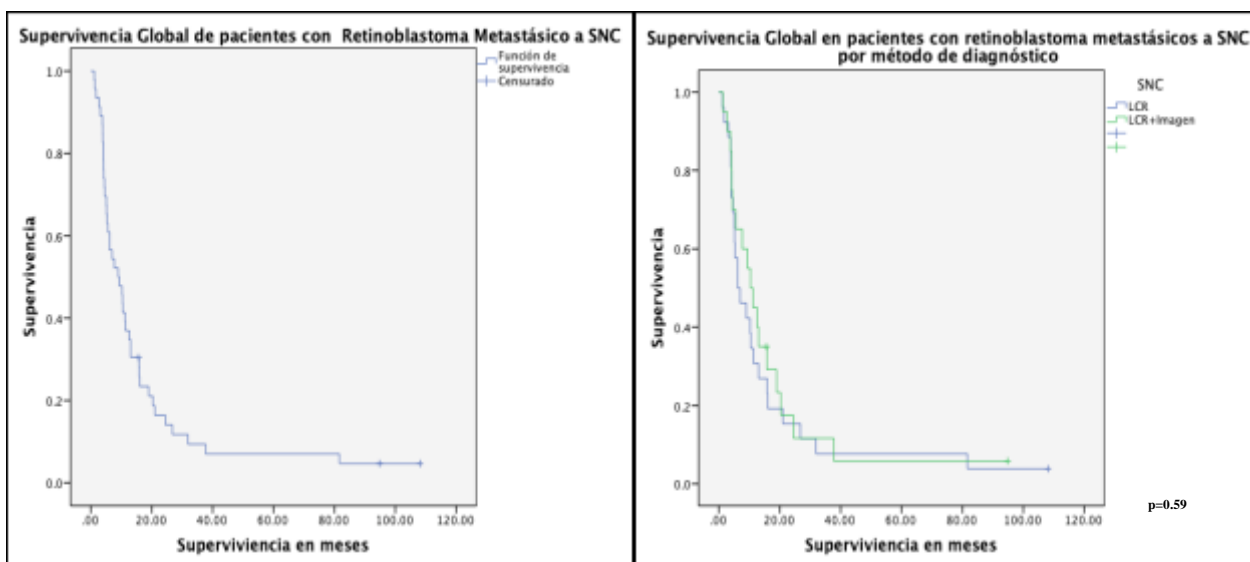 Supervivencia Global de pacientes con Retinoblastoma Metastásico a SNC
Función de
supervivencia
Censurado
1.0
0.8
0.6
0.4
0.2
0.0
Supervivencia
.00 20.00 40.00 60.00 80.00 100.00 120.00
Superviviencia en meses
Supervivencia Global en pacientes con retinoblastoma metastásicos a SNC
por método de diagnóstico
SNC
LCR
LCR+Imagen
1.0
0.8
0.6
0.4
0.2
0.0
Supervivencia
.00 20.00 40.00 60.00 80.00 100.00 120.00
Superviviencia en meses
p=0.59